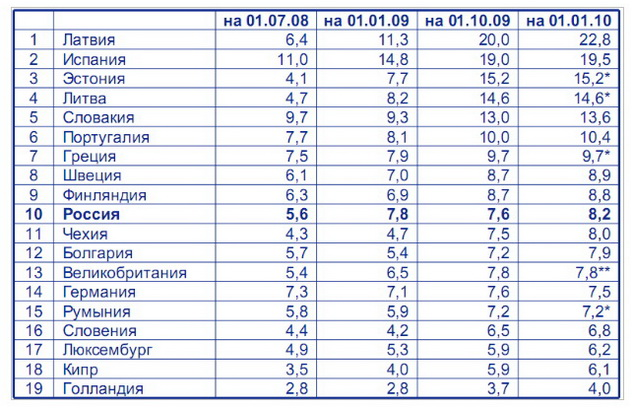 на 01.07.08 на 01.01.09 на 01.10.09 на 01.01.10
1 Латвия 6,4 11,3 20,0 22,8
2 Испания 11,0 14,8 19,0 19,5
3 Эстония 4,1 7,7 15,2 15,2*
4 Литва 4,7 8,2 14,6 14,6*
5 Словакия 9,7 9,3 13,0 13,6
6 Португалия 7,7 8,1 10,0 10,4
7 Греция 7,5 7,9 9,7 9,7*
8 Швеция 6,1 7,0 8,7 8,9
9 Финляндия 6,3 6,9 8,7 8,8
10 Россия 5,6 7,8 7,6 8,2
11 Чехия 4,3 4,7 7,5 8,0
12 Болгария 5,7 5,4 7,2 7,9
13 Великобритания 5,4 6,5 7,8 7,8**
14 Германия 7,3 7,1 7,6 7,5
15 Румыния 5,8 5,9 7,2 7,2*
16 Словения 4,4 4,2 6,5 6,8
17 Люксембург 4,9 5,3 5,9 6,2
18 Кипр 3,5 4,0 5,9 6,1
19 Голландия 2,8 2,8 3,7 4,0